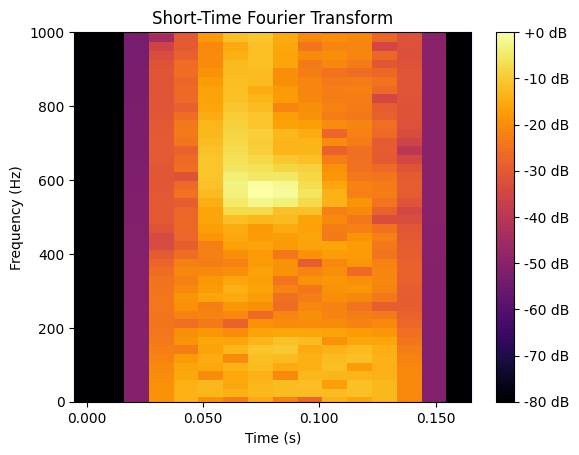 Short-Time Fourier Transform
Frequency (Hz)
1000
800
600
400
200
0
0.000
0.050
0.100
0.150
Time (s)
+0 dB
-10 dB
-20 dB
-30 dB
-40 dB
-50 dB
-60 dB
-70 dB
-80 dB